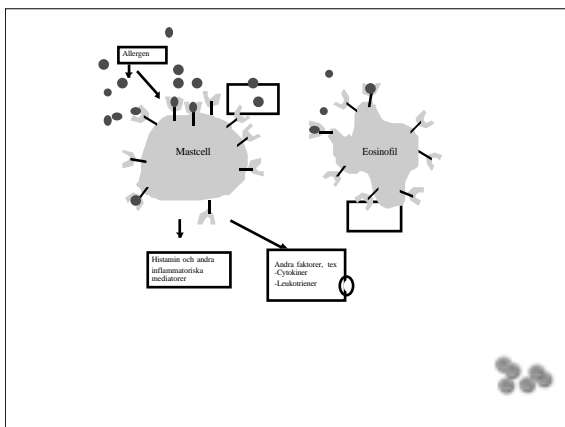 Allergen
Mastcell
Eosinofil
Histamin och andra
inflammatoriska
mediatorer
Andra faktorer, tex
-Cytokiner
-Leukotriener